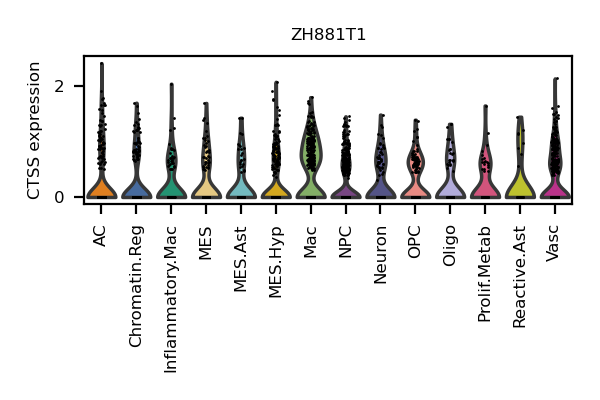 ZH881T1
CTSS expression
2
0
AC
Chromatin.Reg
Inflammatory.Mac
MES
MES.Ast
MES.Hyp
Mac
NPC
Neuron
OPC
Oligo
Prolif.Metab
Reactive.Ast
Vasc